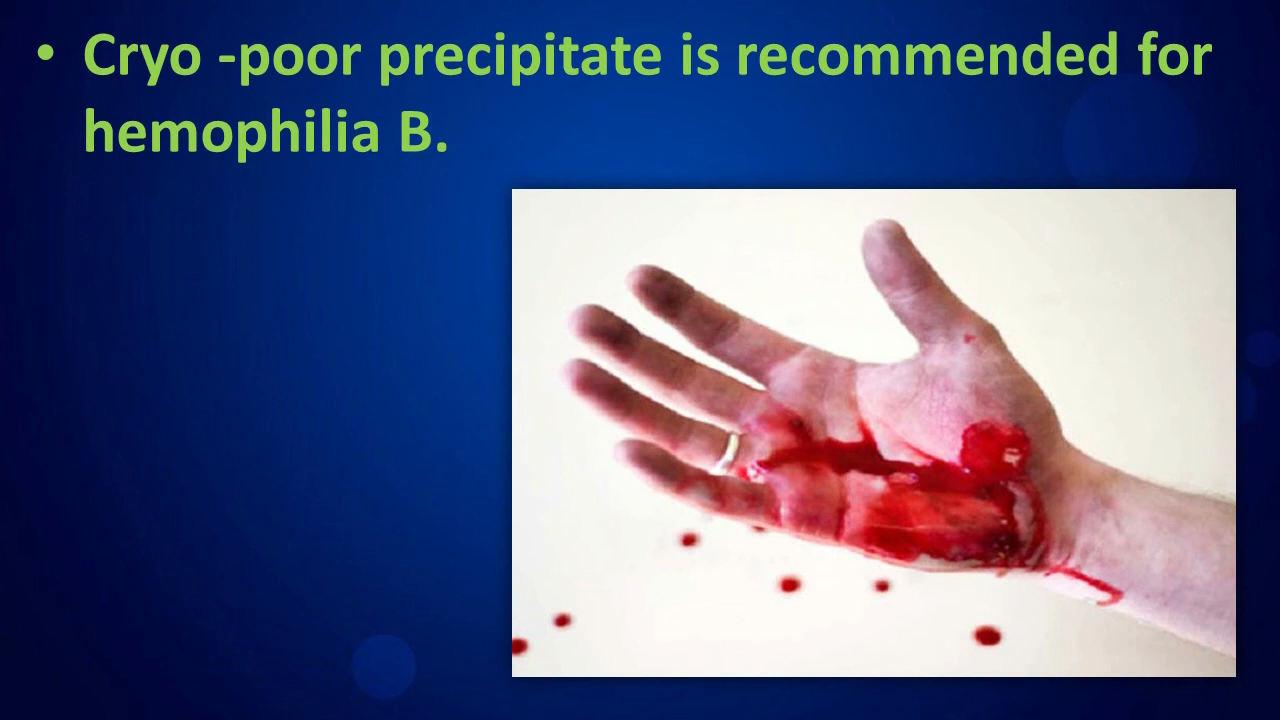 • Cryo -poor precipitate is recommended for
hemophilia B.